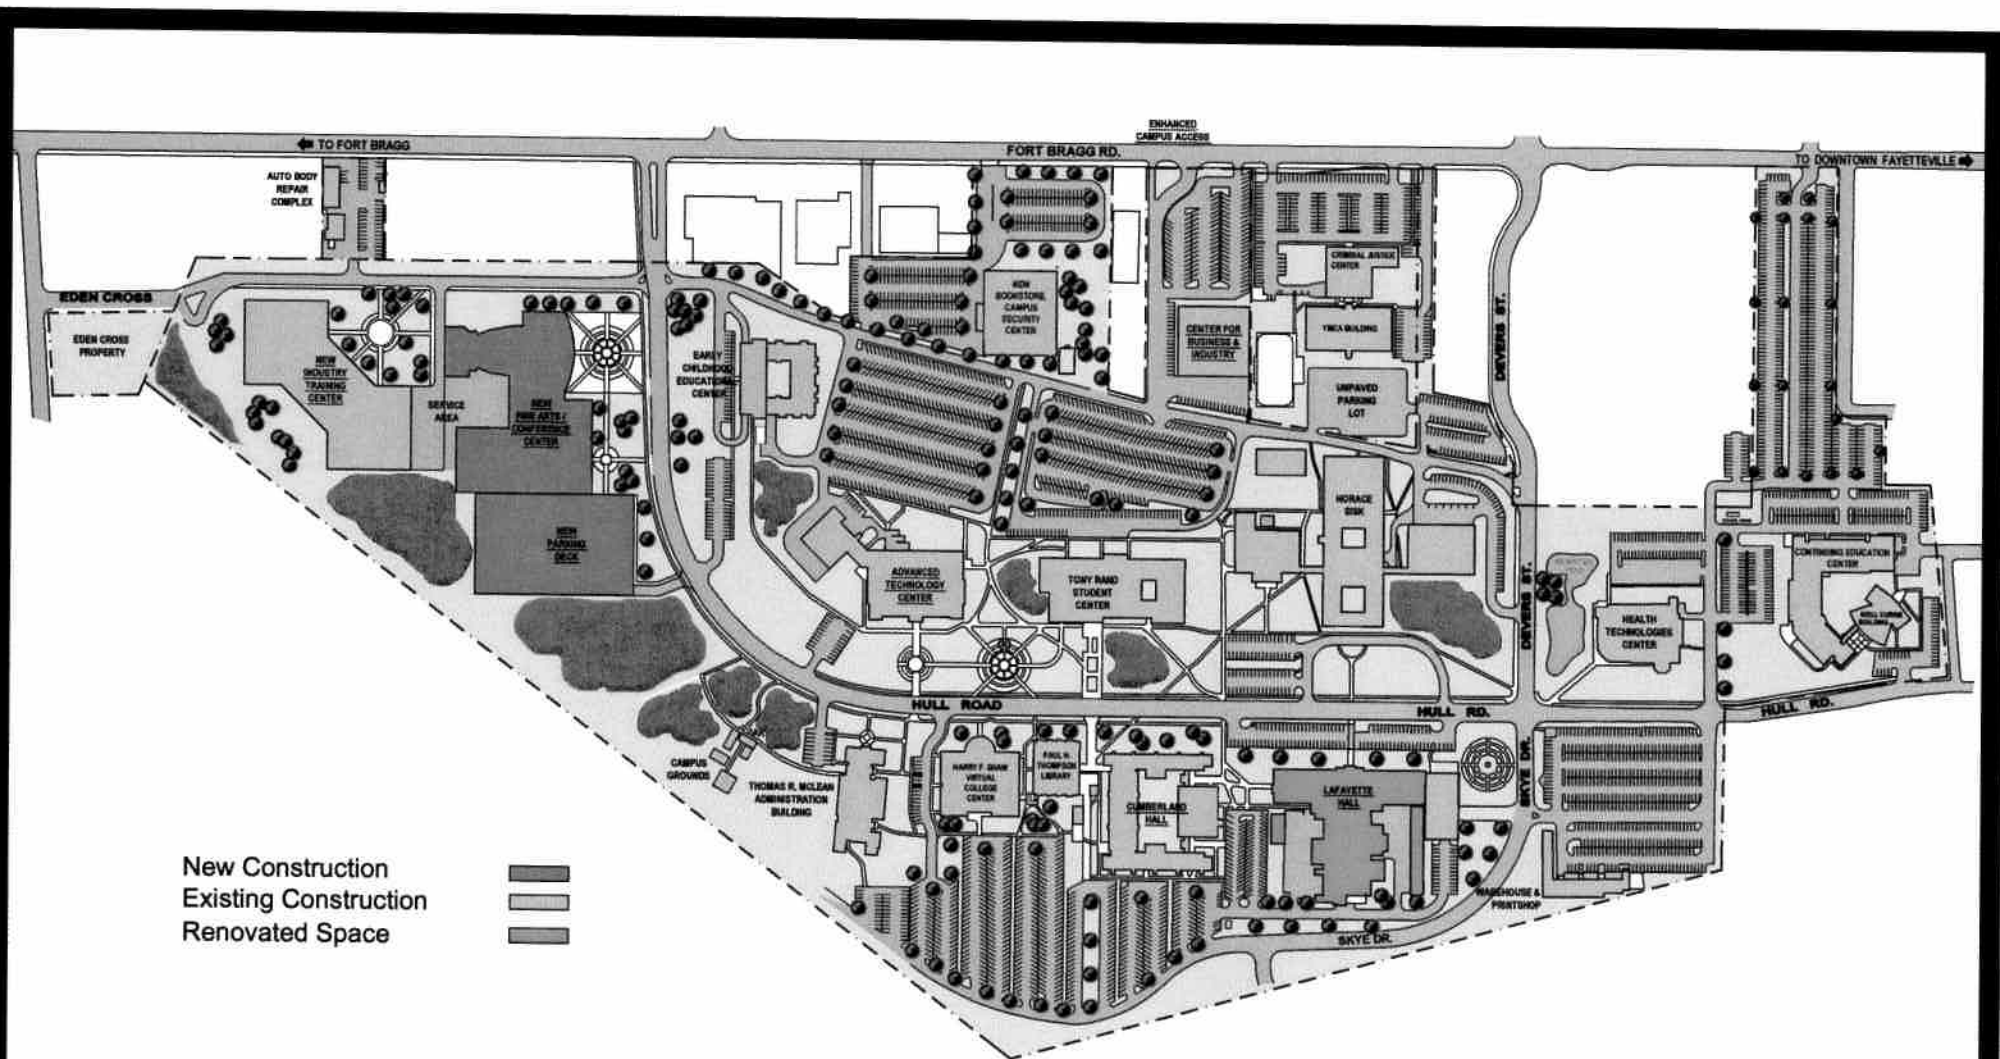 ENHANCED
CAMPUS ACCESS
TO FORT BRAGG
FORT BRAGG RD.
TO DOWNTOWN FAYETTEVILLE
AUTO BODY
REPAIR
COMPLEX
EDEN CROSS
EDEN CROSS
PROPERTY
NEW
INDUSTRY
TRAINING
CENTER
SERVICE
AREA
NEW
FINE ARTS /
CONFERENCE
CENTER
NEW
PARKING
DECK
EARLY
CHILDHOOD
EDUCATIONAL
CENTER
NEW
BOOKSTORE,
CAMPUS
SECURITY
CENTER
CENTER FOR
BUSINESS &
INDUSTRY
CRIMINAL JUSTICE
CENTER
YMCA BUILDING
UNPAVED
PARKING
LOT
DEVERS ST.
HORACE
SISK
ADVANCED
TECHNOLOGY
CENTER
TONY RAND
STUDENT
CENTER
DEVERS ST.
HEALTH
TECHNOLOGIES
CENTER
CONTINUING EDUCATION
CENTER
HULL ROAD
HULL RD.
HULL RD.
SKYE DR.
CAMPUS
GROUNDS
THOMAS R. MCLEAN
ADMINISTRATION
BUILDING
HARRY F. SHAW
VIRTUAL
COLLEGE
CENTER
PAUL H.
THOMPSON
LIBRARY
CUMBERLAND
HALL
LAFAYETTE
HALL
WAREHOUSE &
PRINTSHOP
SKYE DR.
New Construction
Existing Construction
Renovated Space